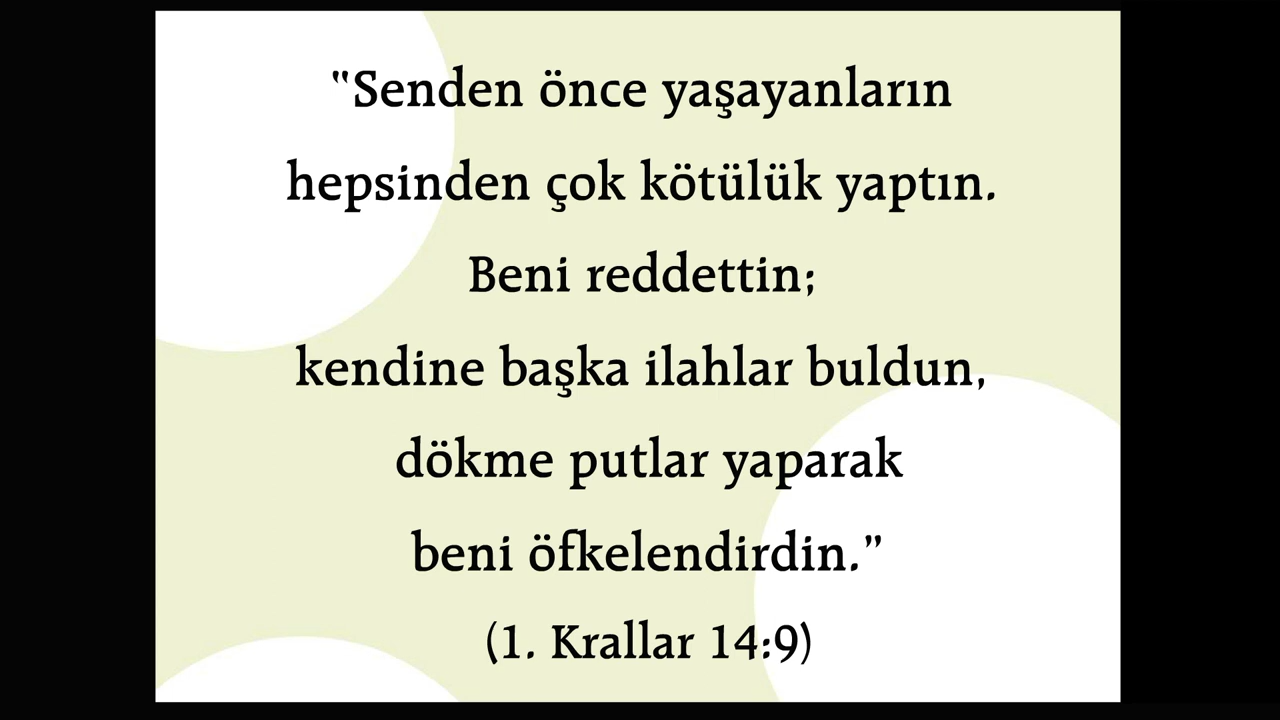 "Senden önce yaşayanların
hepsinden çok kötülük yaptın.
Beni reddettin;
kendine başka ilahlar buldun,
dökme putlar yaparak
beni öfkelendirdin.”
(1. Krallar 14:9)